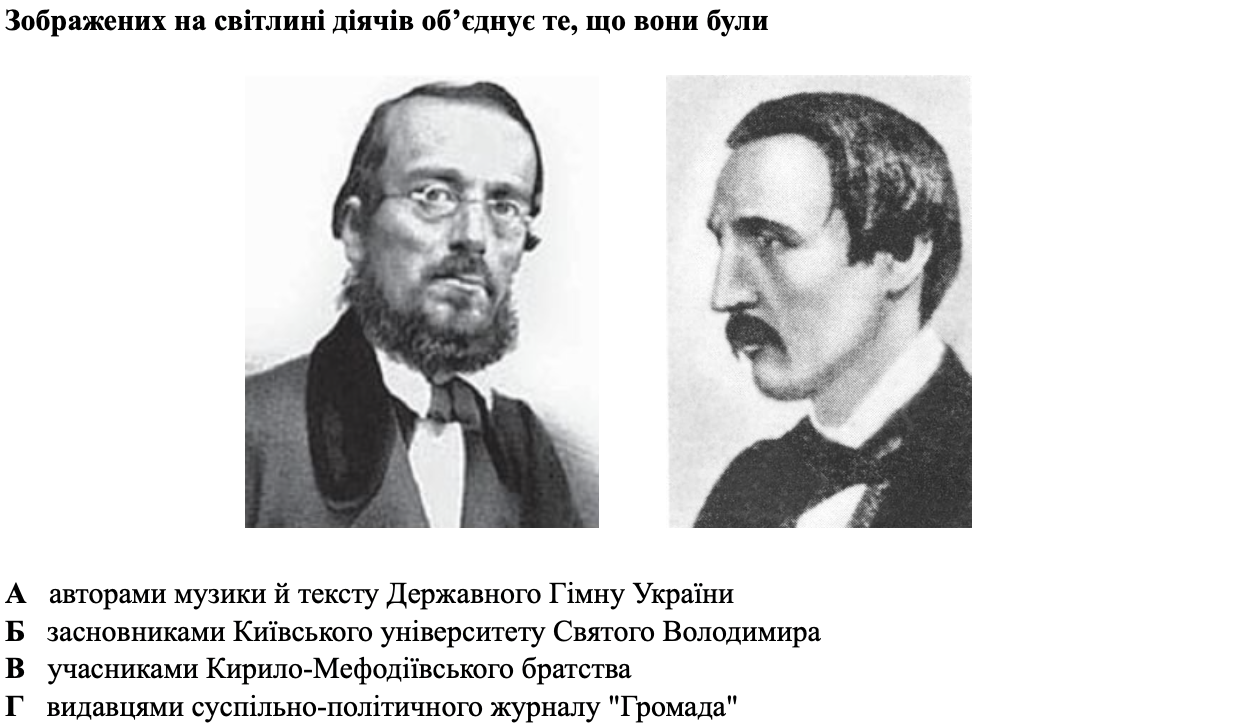 Зображених на світлині діячів об’єднує те, що вони були
А авторами музики й тексту Державного Гімну України
Б засновниками Київського університету Святого Володимира
В учасниками Кирило-Мефодіївського братства
Г видавцями суспільно-політичного журналу "Громада"